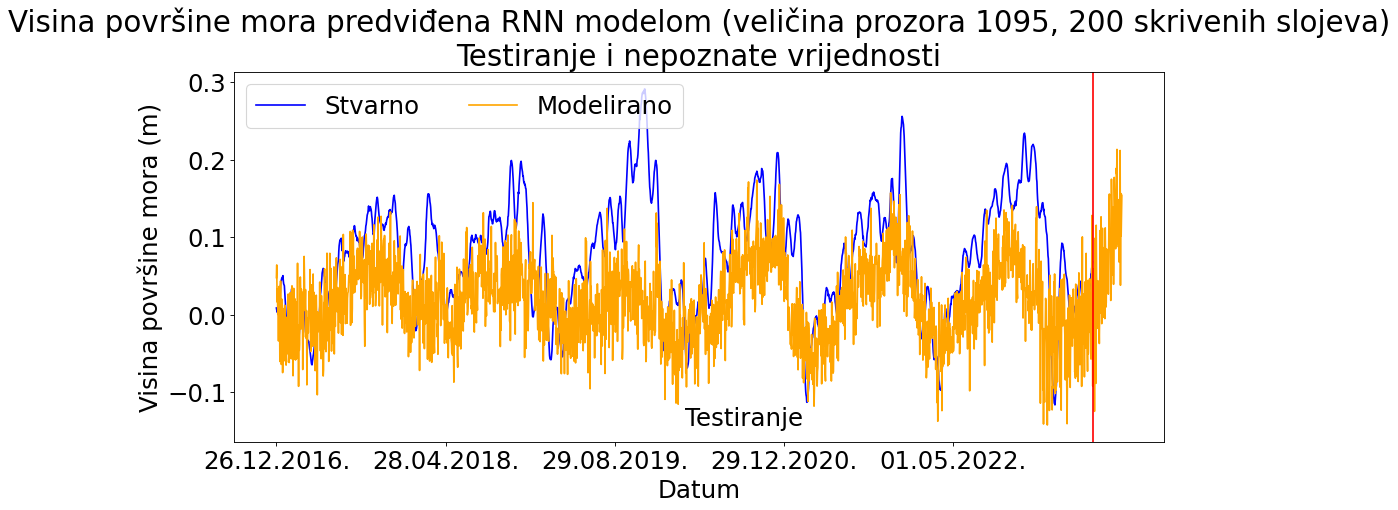 Visina površine mora predviđena RNN modelom (veličina prozora 1095, 200 skrivenih slojeva)
Testiranje i nepoznate vrijednosti
Visina površine mora (m)
0.3
0.2
0.1
0.0
−0.1
Stvarno
Modelirano
Testiranje
26.12.2016.
28.04.2018.
29.08.2019.
29.12.2020.
01.05.2022.
Datum